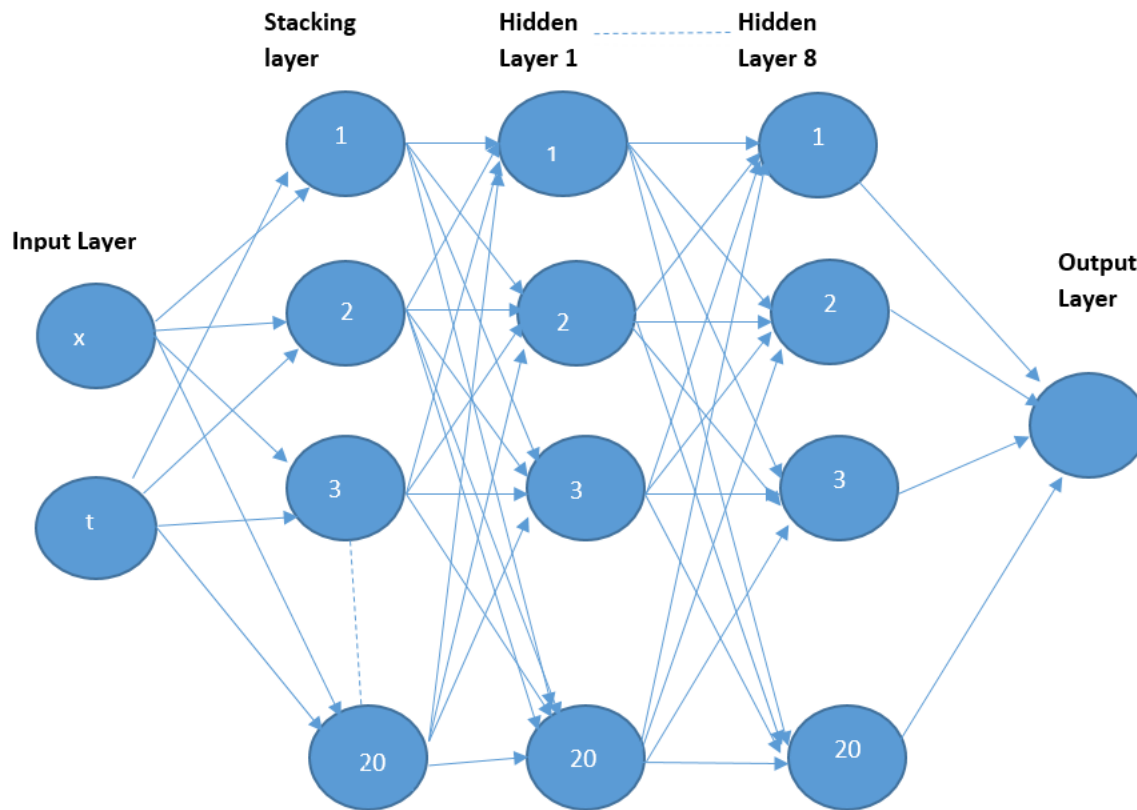 Stacking
layer
Hidden
Layer 1
Hidden
Layer 8
Input Layer
Output
Layer
x
t
1
2
3
20
1
2
3
20
1
2
3
20